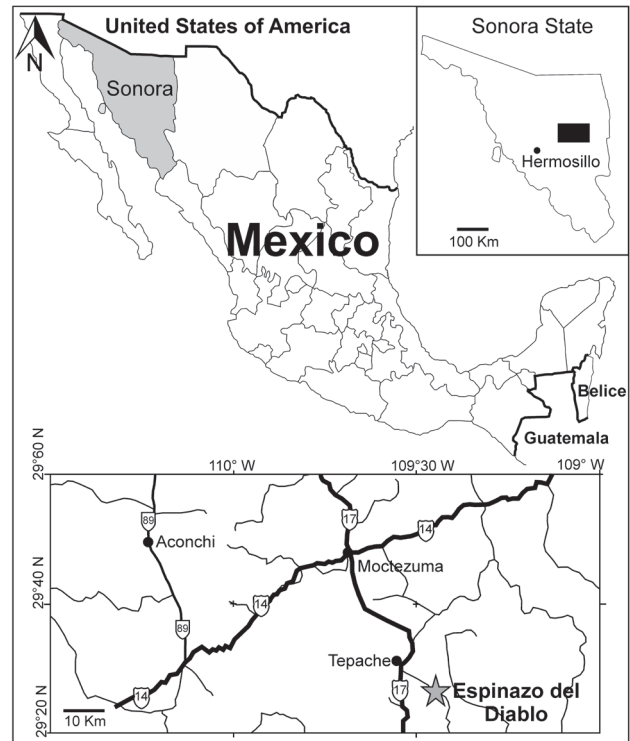 United States of America
N
Sonora
Mexico
Sonora State
Hermosillo
100 Km
Belice
Guatemala
29°60 N
110° W
109°30 W
109° W
89
Aconchi
17
14
Moctezuma
29°40 N
14
89
Tepache
17
Espinazo del
Diablo
14
10 Km
29°20 N